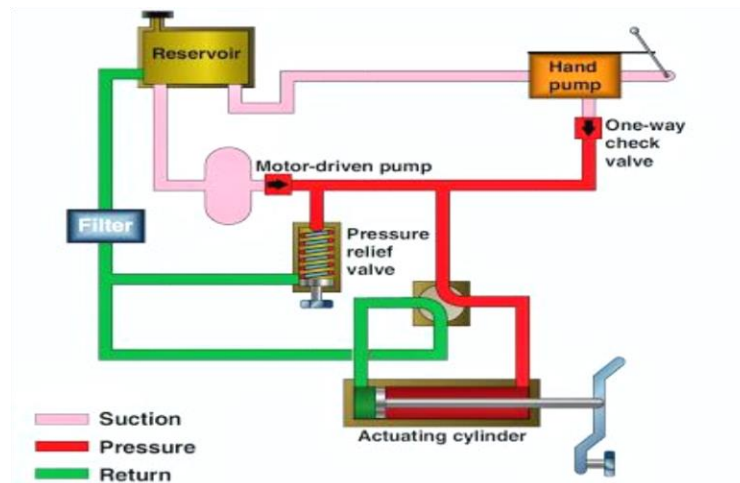 Reservoir
Hand
pump
One-way
check
valve
Motor-driven pump
Filter
Pressure
relief
valve
Actuating cylinder
Suction
Pressure
Return